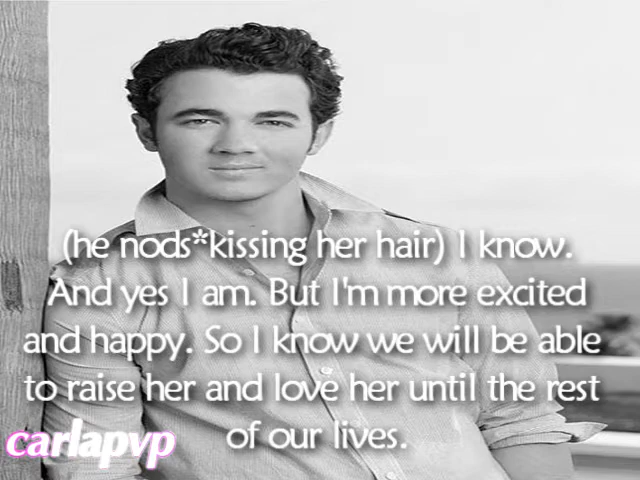 (he nods*kissing her hair) I know.
And yes I am. But I'm more excited
and happy. So I know we will be able
to raise her and love her until the rest
of our lives.
carlapvp